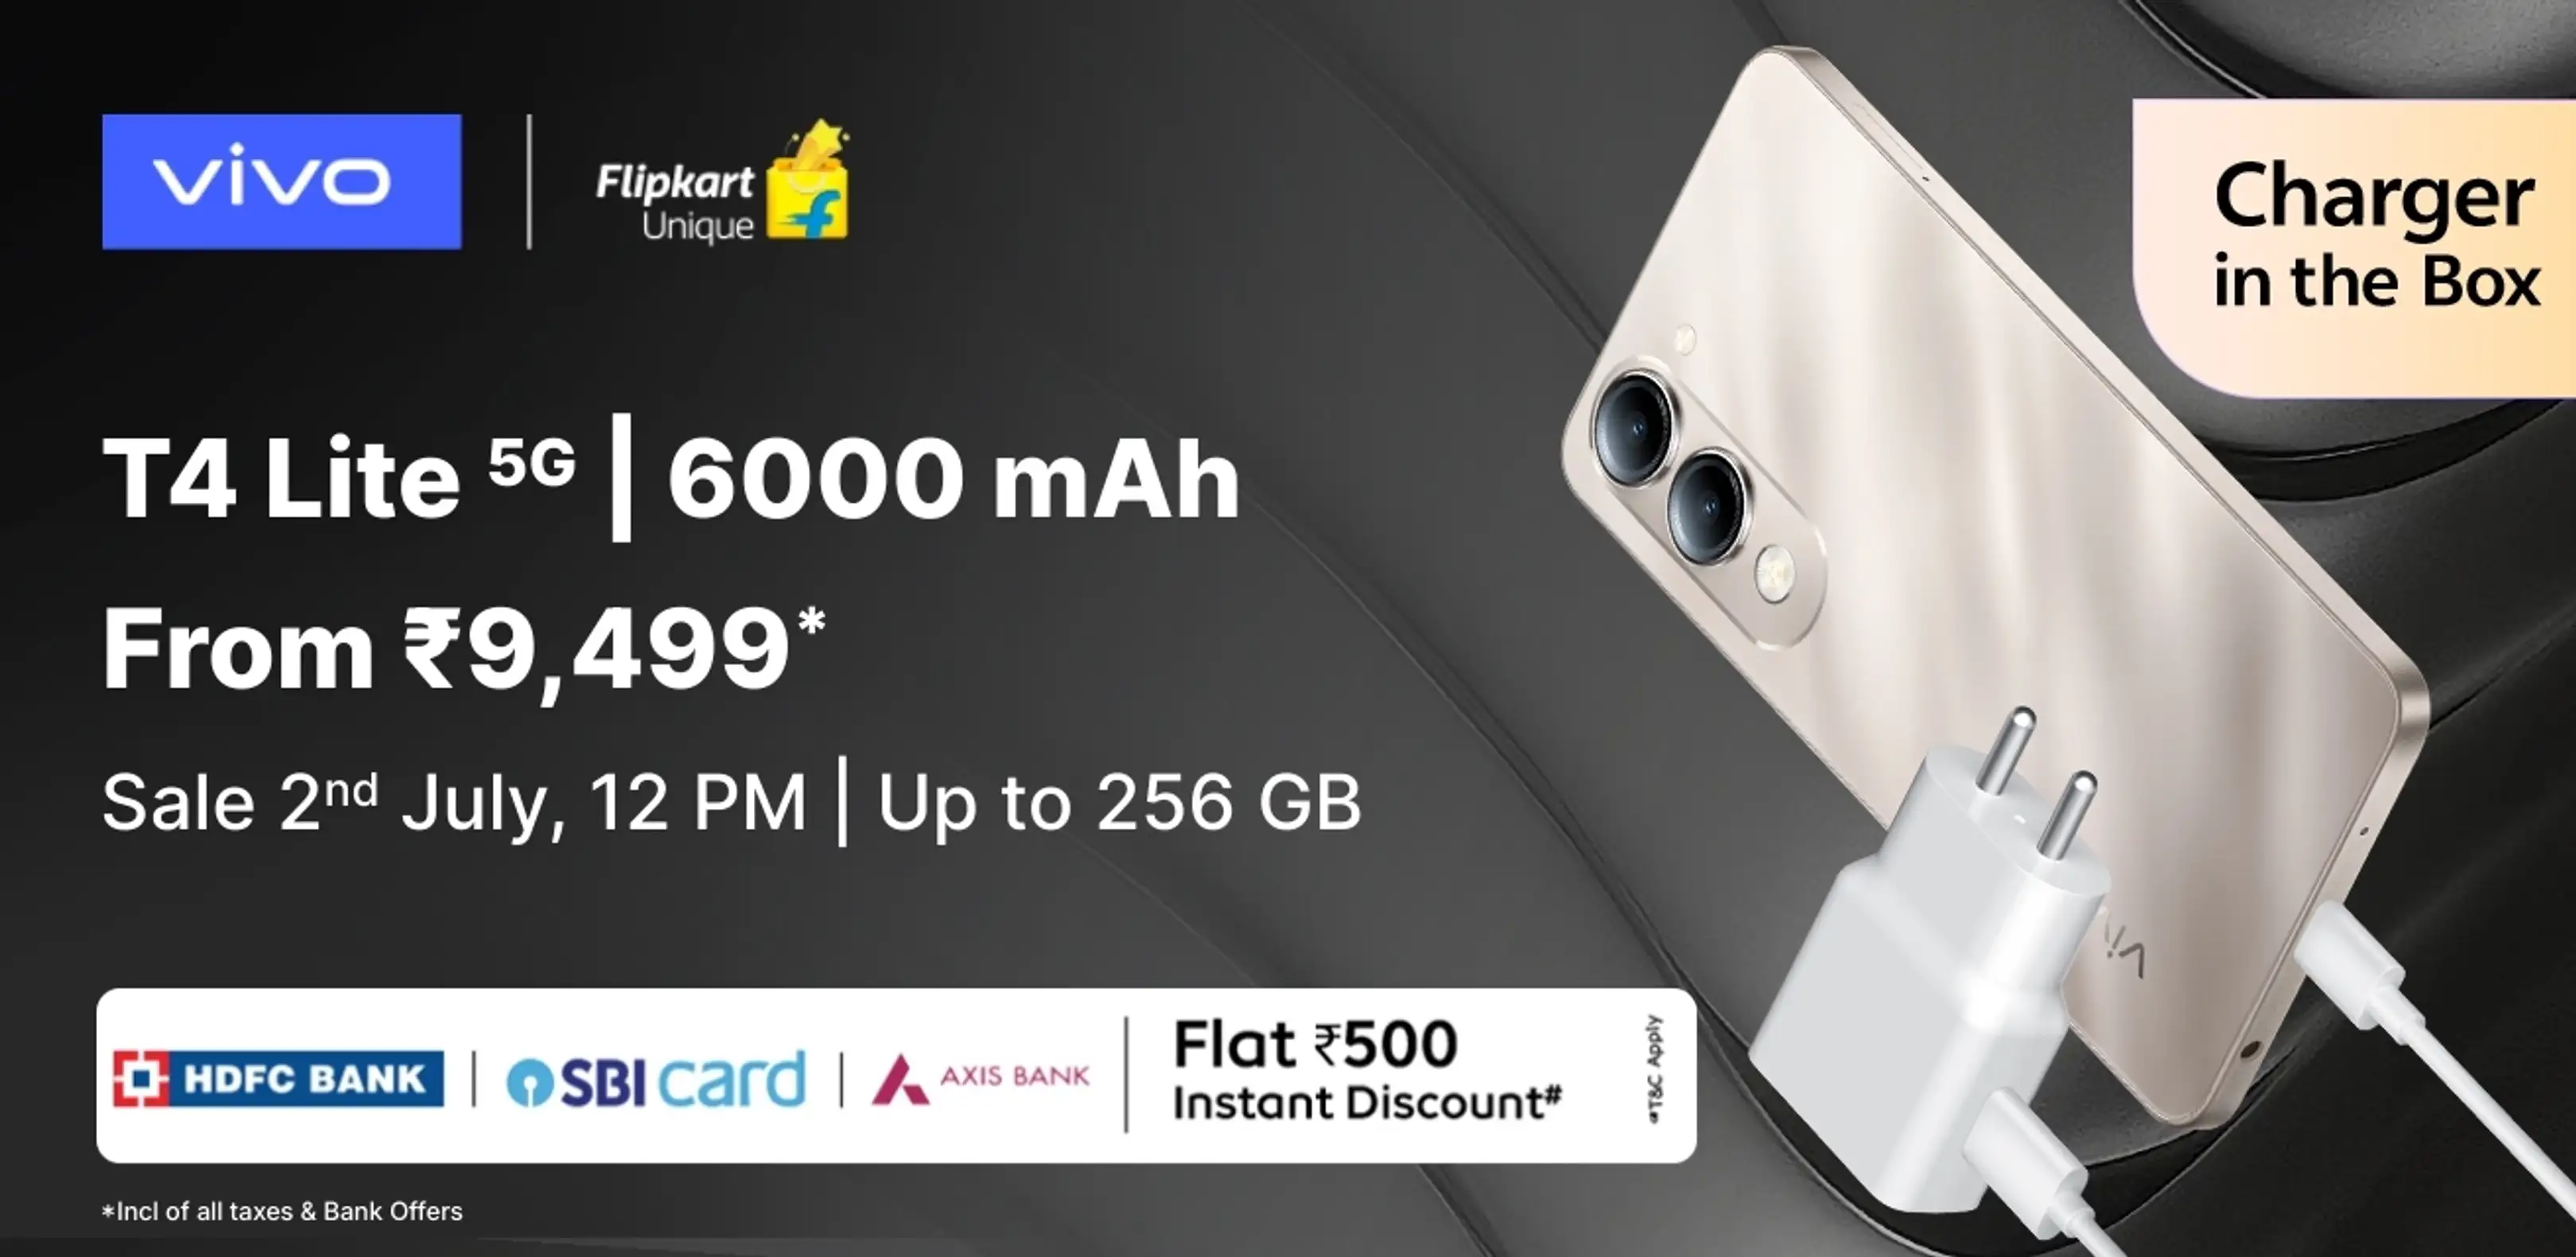 vivo
Flipkart
Unique
Charger
in the Box
T4 Lite 5G | 6000 mAh
From ₹9,499*
Sale 2nd July, 12 PM | Up to 256 GB
HDFC BANK | SBI card | AXIS BANK
Flat ₹500
Instant Discount#
#T&C Apply
*Incl of all taxes & Bank Offers